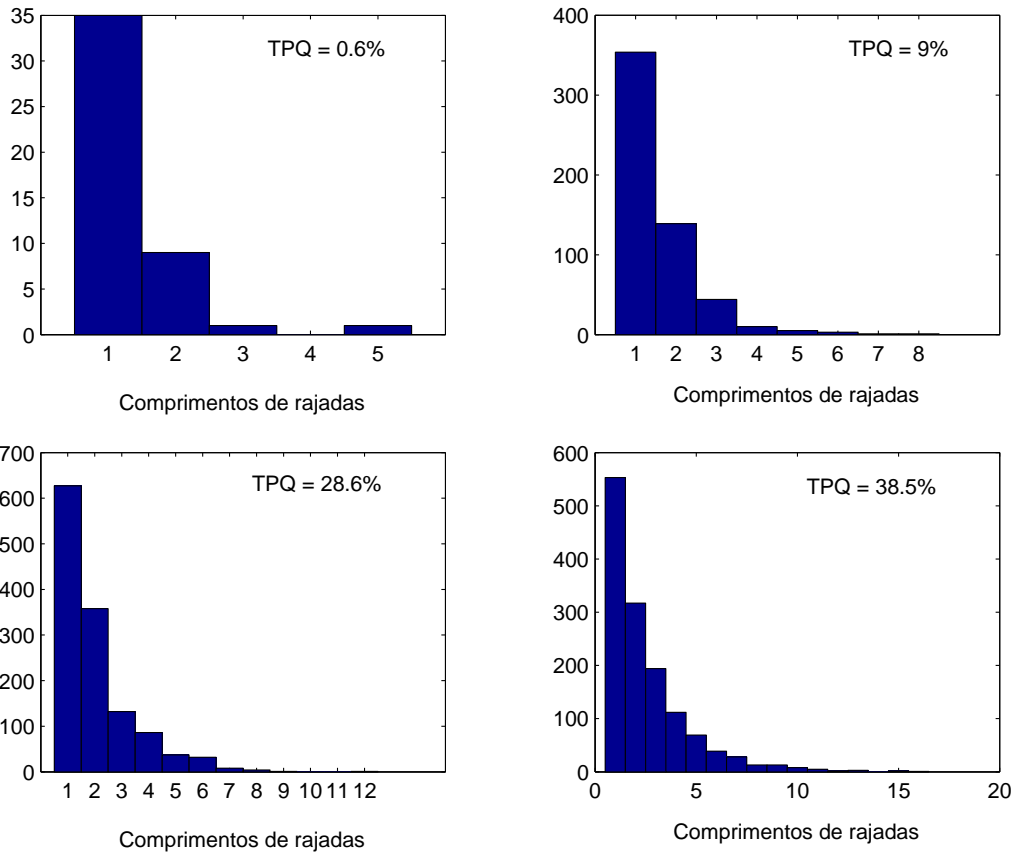 35
30
25
20
15
10
5
0
TPQ = 0.6%
1 2 3 4 5
Comprimentos de rajadas
400
300
200
100
0
TPQ = 9%
1 2 3 4 5 6 7 8
Comprimentos de rajadas
700
600
500
400
300
200
100
0
TPQ = 28.6%
1 2 3 4 5 6 7 8 9 10 11 12
Comprimentos de rajadas
600
500
400
300
200
100
0
TPQ = 38.5%
0 5 10 15 20
Comprimentos de rajadas